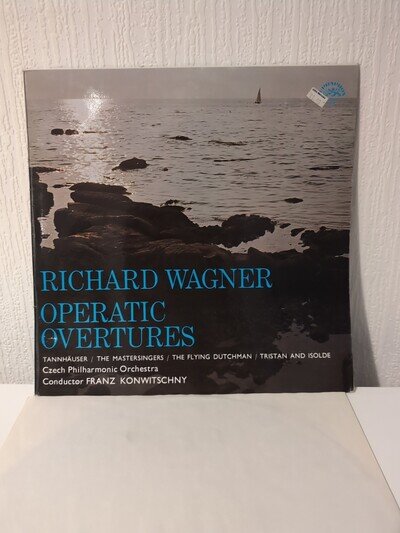 SUPRAPHON
RICHARD WAGNER
OPERATIC
OVERTURES
TANNHÄUSER / THE MASTERSINGERS / THE FLYING DUTCHMAN / TRISTAN AND ISOLDE
Czech Philharmonic Orchestra
Conductor FRANZ KONWITSCHNY